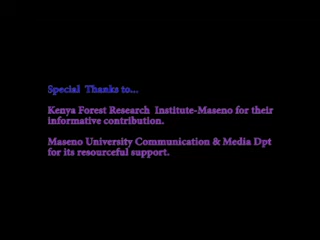 Special Thanks to...
Kenya Forest Research Institute-Maseno for their
informative contribution.
Maseno University Communication & Media Dpt
for its resourceful support.